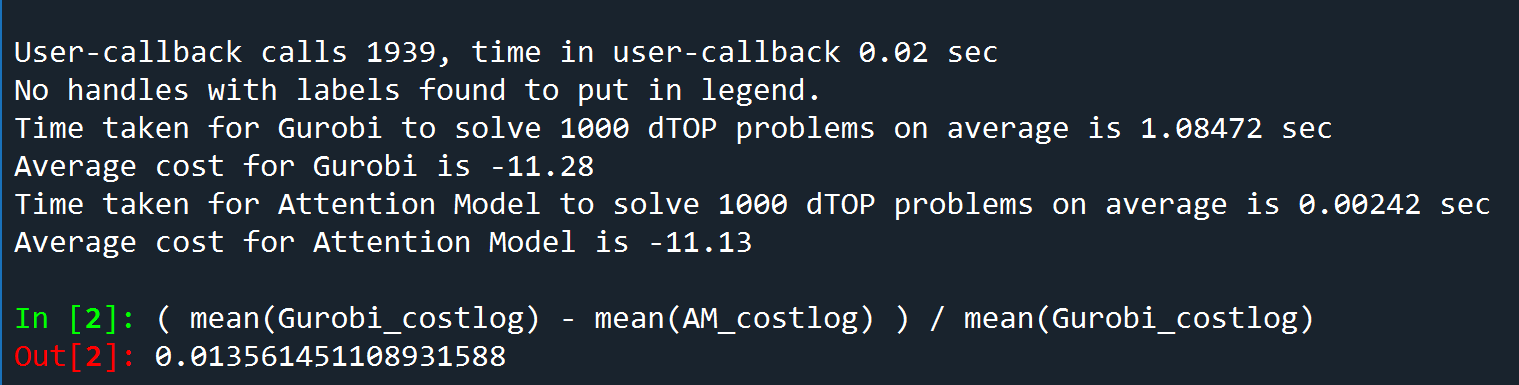 User-callback calls 1939, time in user-callback 0.02 sec
No handles with labels found to put in legend.
Time taken for Gurobi to solve 1000 dTOP problems on average is 1.08472 sec
Average cost for Gurobi is -11.28
Time taken for Attention Model to solve 1000 dTOP problems on average is 0.00242 sec
Average cost for Attention Model is -11.13
In [2]: ( mean(Gurobi_costlog) - mean(AM_costlog) ) / mean(Gurobi_costlog)
Out[2]: 0.013561451108931588